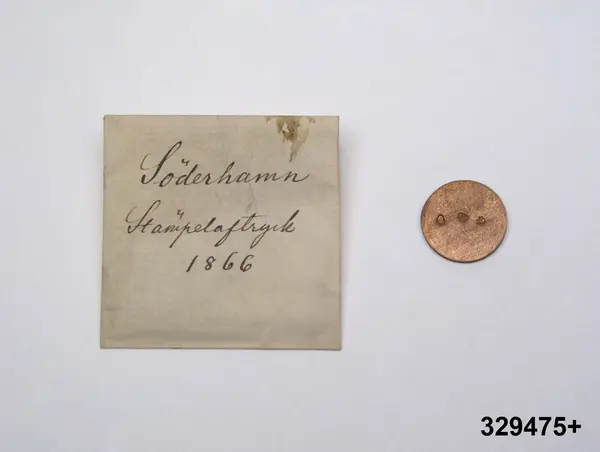 Söderhamn
Stämpelaftryck
1866
329475+